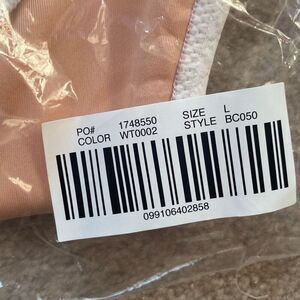 PO# 1748550 SIZE L
COLOR WT0002 STYLE BC050
099106402858